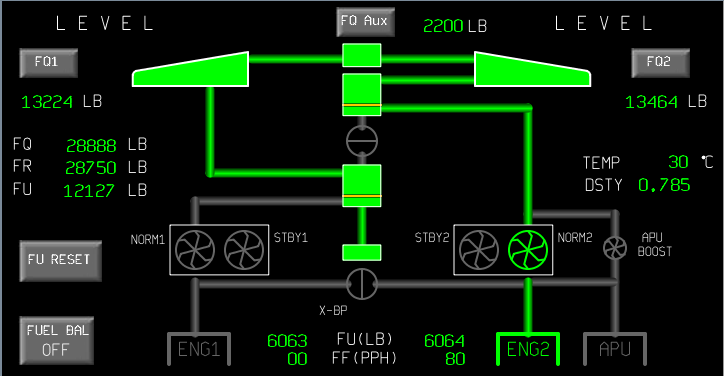 LEVEL
FQ Aux
2200 LB
LEVEL
FQ1
FQ2
13224 LB
13464 LB
FQ 28888 LB
FR 28750 LB
FU 12127 LB
TEMP 30 °C
DSTY 0.785
NORM1
STBY1
STBY2
NORM2
APU
BOOST
FU RESET
X-BP
FUEL BAL
OFF
ENG1
6063 FU(LB) 6064
00 FF(PPH) 80
ENG2
APU